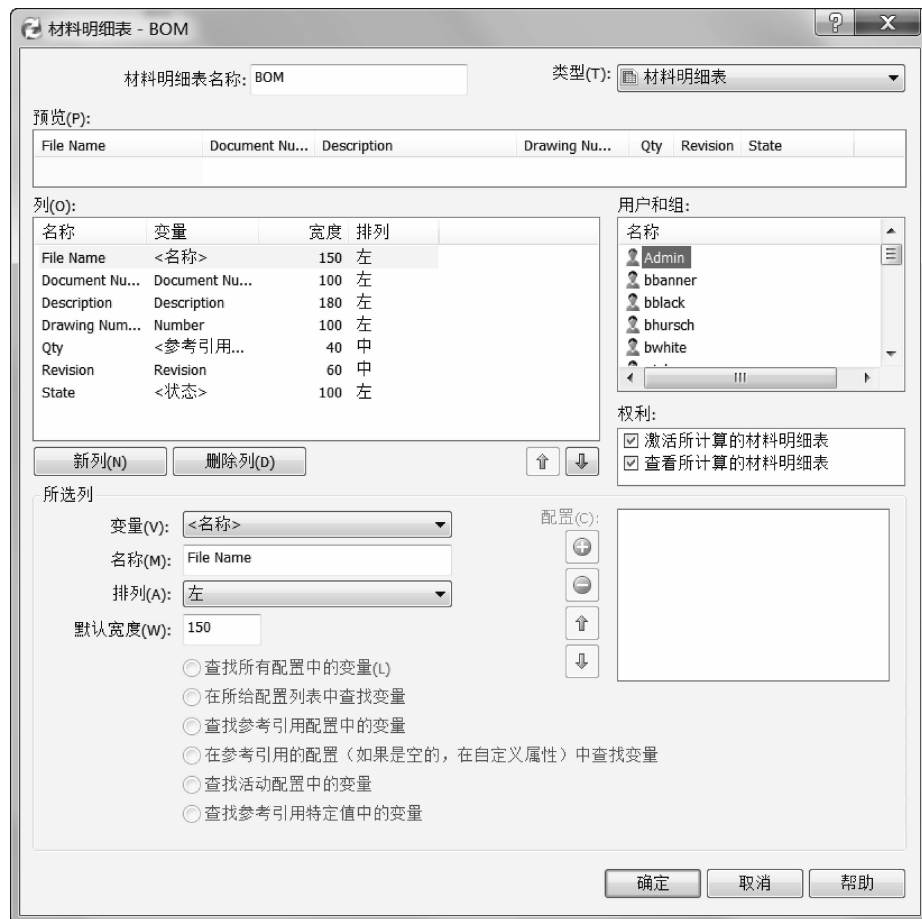 材料明细表 - BOM
材料明细表名称: BOM 类型(T): 材料明细表
预览(P):
File Name Document Nu... Description Drawing Nu... Qty Revision State
列(O): 用户和组:
名称 变量 宽度 排列 名称
File Name <名称> 150 左 Admin
Document Nu... Document Nu... 100 左 bbanner
Description Description 180 左 bblack
Drawing Num... Number 100 左 bhursch
Qty <参考引用... 40 中 bwhite
Revision Revision 60 中
State <状态> 100 左
权利:
激活所计算的材料明细表
新列(N) 删除列(D) 查看所计算的材料明细表
所选列
变量(V): <名称> 配置(C):
名称(M): File Name
排列(A): 左
默认宽度(W): 150
查找所有配置中的变量(L)
在所给配置列表中查找变量
查找参考引用配置中的变量
在参考引用的配置（如果是空的，在自定义属性）中查找变量
查找活动配置中的变量
查找参考引用特定值中的变量
确定 取消 帮助